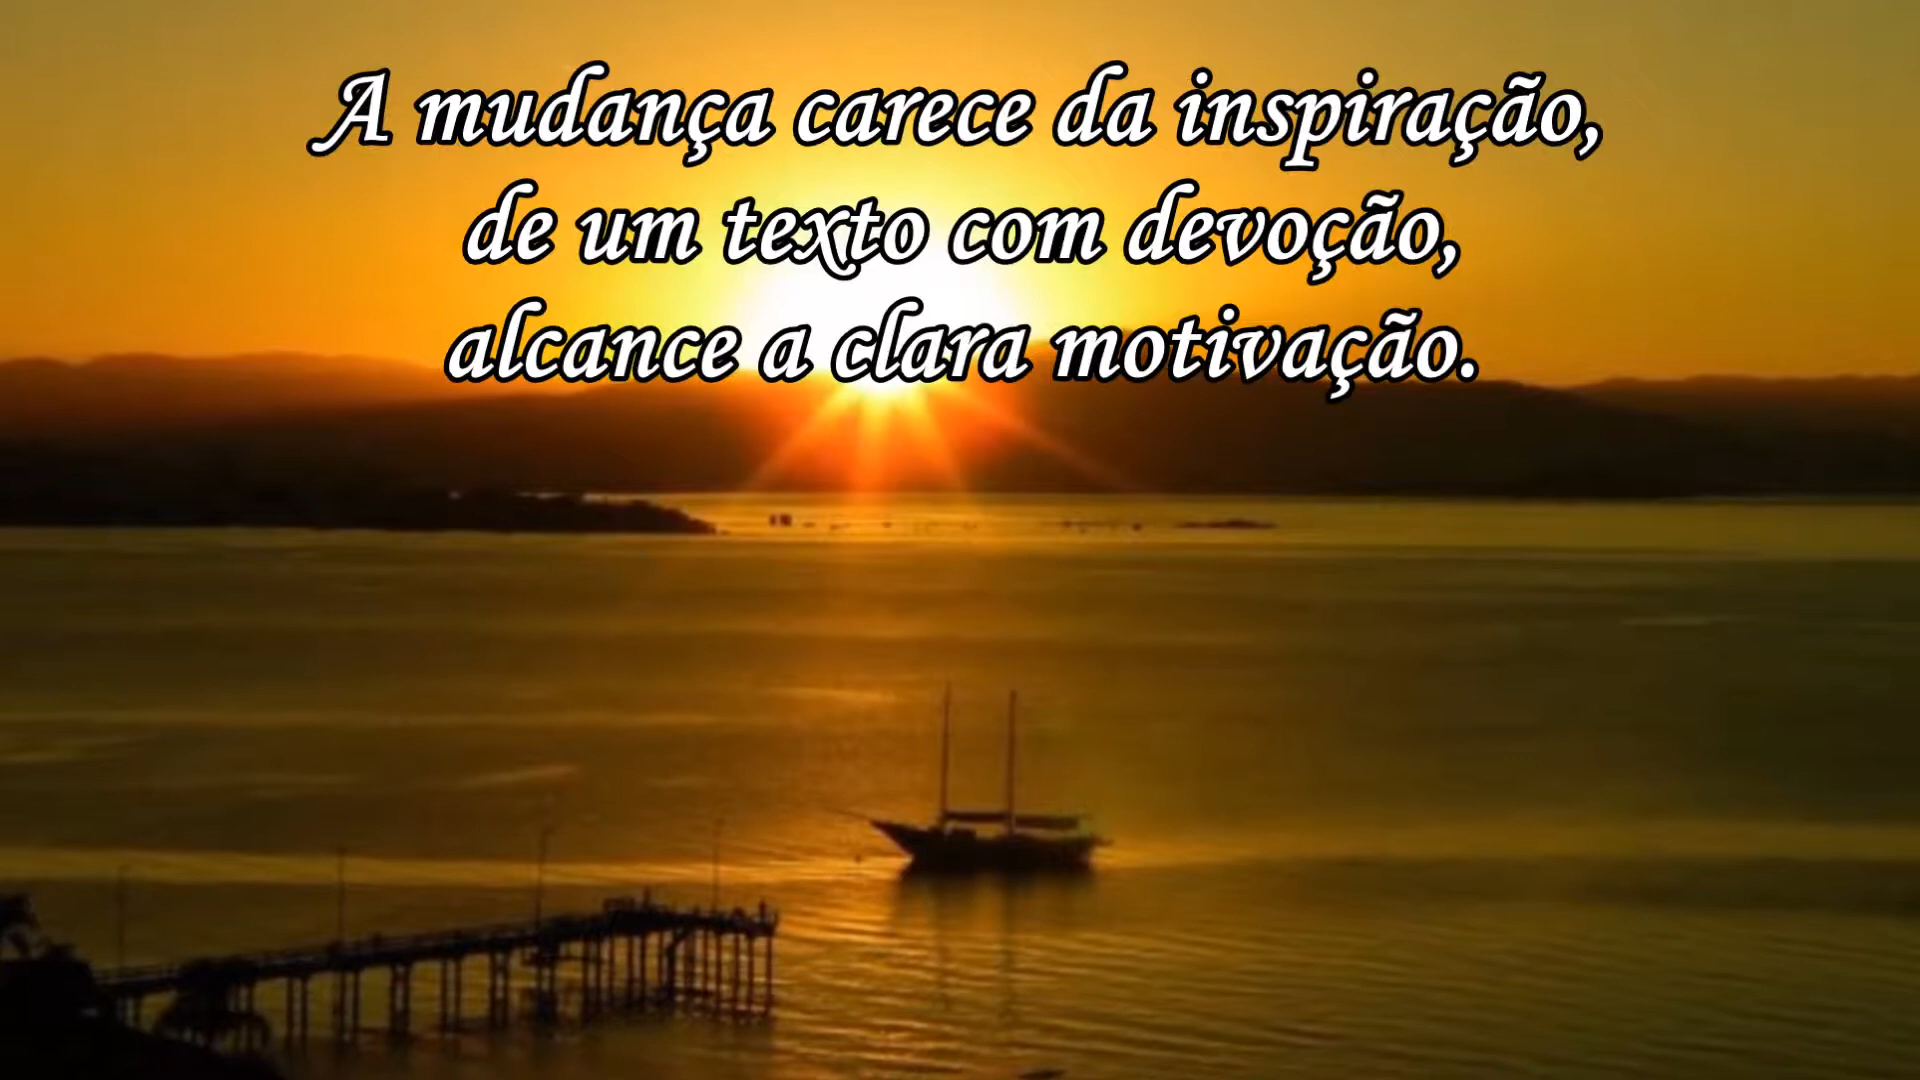 A mudança carece da inspiração,
de um texto com devoção,
alcance a clara motivação.